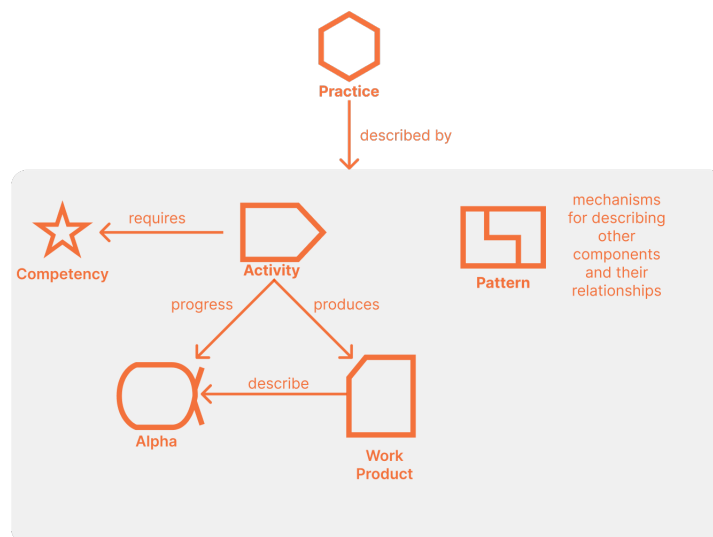 Practice
described by
requires
Competency
Activity
mechanisms
for describing
other
components
and their
relationships
Pattern
progress
produces
describe
Alpha
Work
Product